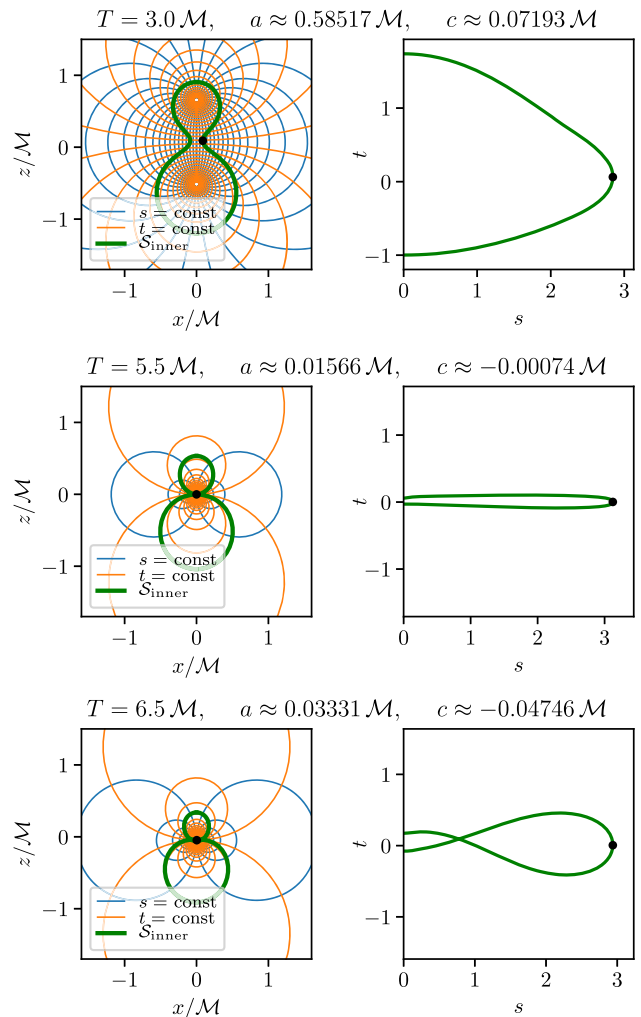 T = 3.0 ℳ,  a ≈ 0.58517 ℳ,  c ≈ 0.07193 ℳ
z/ℳ
1
0
−1
s = const
t = const
𝒮inner
−1 0 1
x/ℳ
t
1
0
−1
0 1 2 3
s
T = 5.5 ℳ,  a ≈ 0.01566 ℳ,  c ≈ −0.00074 ℳ
z/ℳ
1
0
−1
s = const
t = const
𝒮inner
−1 0 1
x/ℳ
t
1
0
−1
0 1 2 3
s
T = 6.5 ℳ,  a ≈ 0.03331 ℳ,  c ≈ −0.04746 ℳ
z/ℳ
1
0
−1
s = const
t = const
𝒮inner
−1 0 1
x/ℳ
t
1
0
−1
0 1 2 3
s